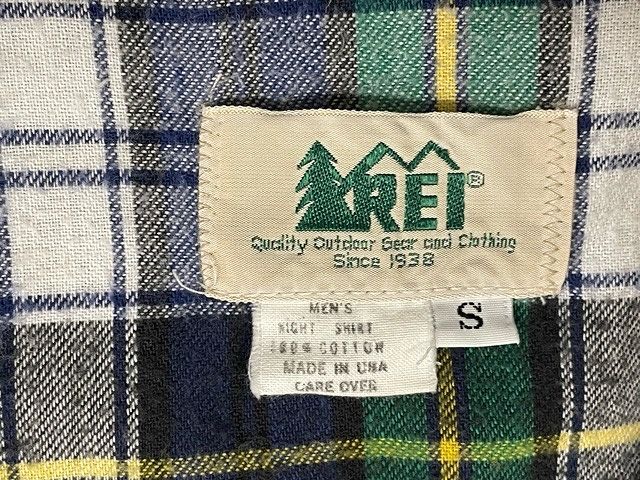 REI®
Quality Outdoor Gear and Clothing
Since 1938
MEN'S
NIGHT SHIRT
100% COTTON
MADE IN USA
CARE OVER
S